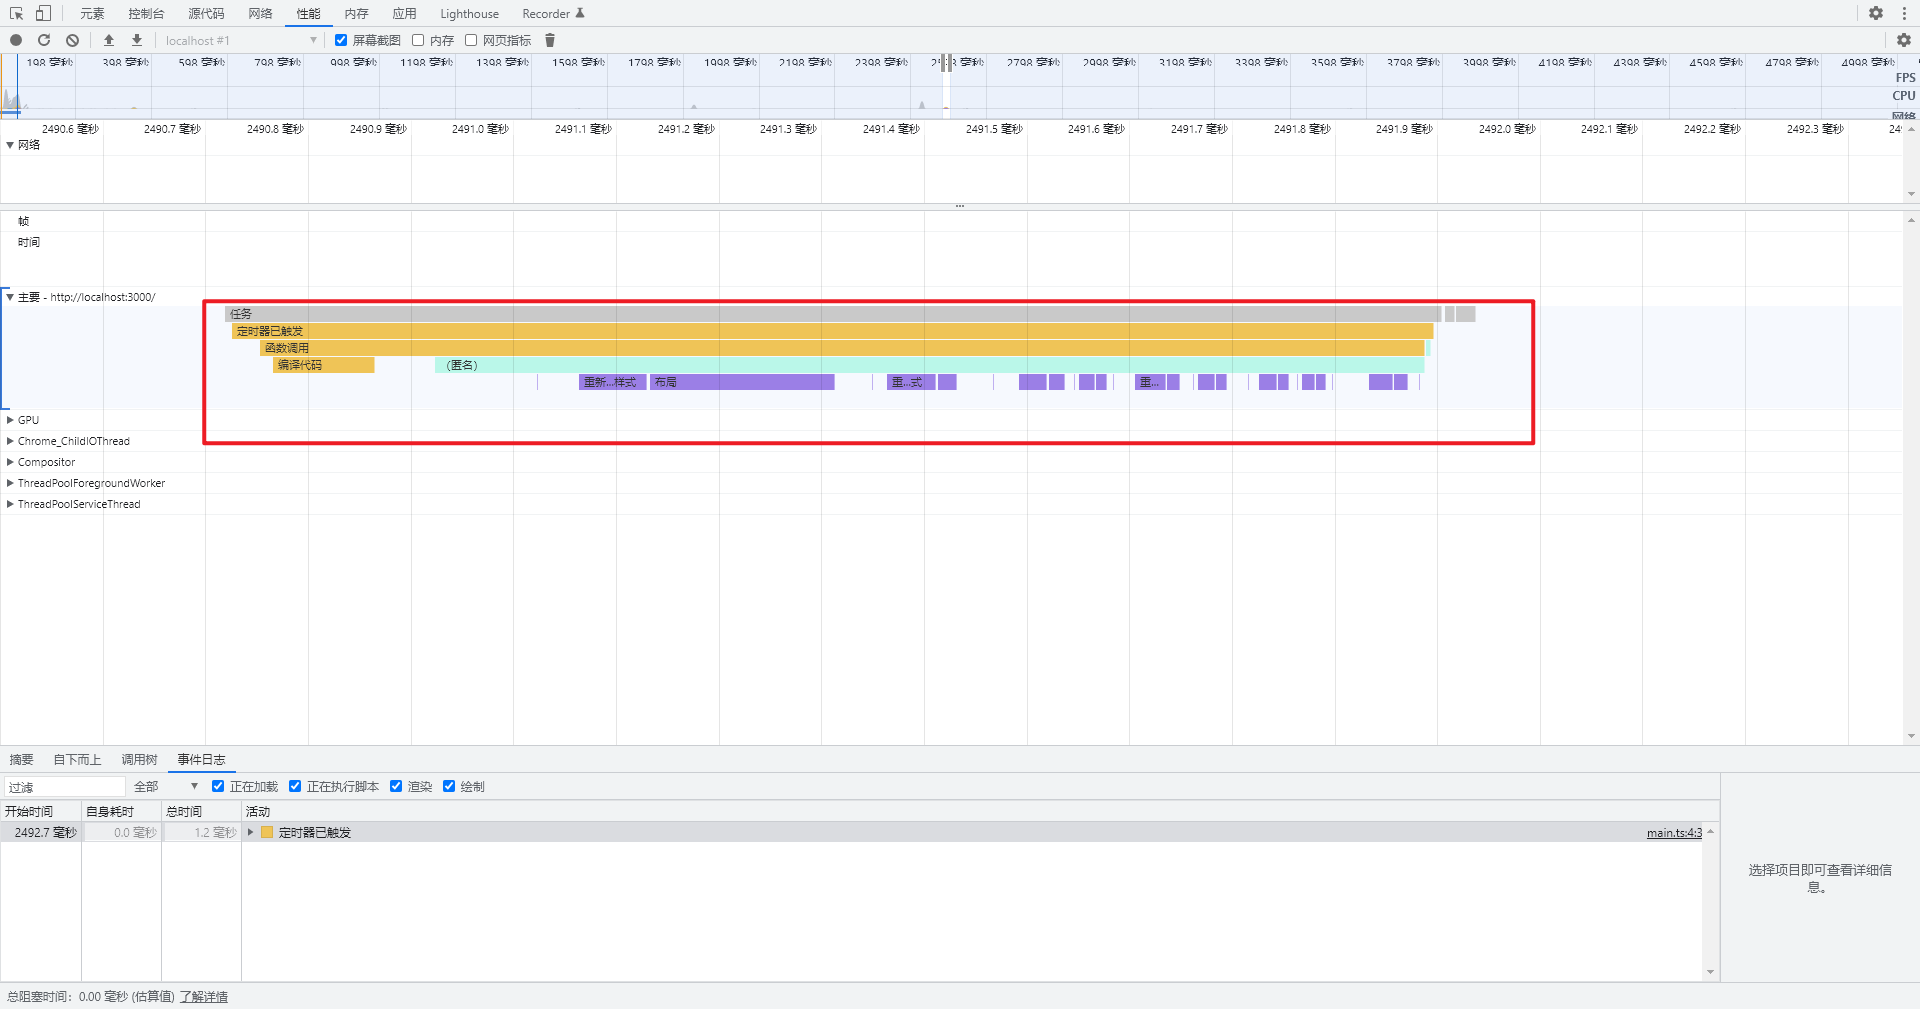 元素 控制台 源代码 网络 性能 内存 应用 Lighthouse Recorder
localhost #1 屏幕截图 内存 网页指标
198 毫秒 398 毫秒 598 毫秒 798 毫秒 998 毫秒 1198 毫秒 1398 毫秒 1598 毫秒 1798 毫秒 1998 毫秒 2198 毫秒 2398 毫秒 2798 毫秒 2998 毫秒 3198 毫秒 3398 毫秒 3598 毫秒 3798 毫秒 3998 毫秒 4198 毫秒 4398 毫秒 4598 毫秒 4798 毫秒 4998 毫秒
FPS
CPU
网络
2490.6 毫秒 2490.7 毫秒 2490.8 毫秒 2490.9 毫秒 2491.0 毫秒 2491.1 毫秒 2491.2 毫秒 2491.3 毫秒 2491.4 毫秒 2491.5 毫秒 2491.6 毫秒 2491.7 毫秒 2491.8 毫秒 2491.9 毫秒 2492.0 毫秒 2492.1 毫秒 2492.2 毫秒 2492.3 毫秒
网络
...
帧
时间
主要 - http://localhost:3000/
任务
定时器已触发
函数调用
编译代码 (匿名)
重新...样式 布局 重...式 重...
GPU
Chrome_ChildIOThread
Compositor
ThreadPoolForegroundWorker
ThreadPoolServiceThread
摘要 自下而上 调用树 事件日志
过滤 全部 正在加载 正在执行脚本 渲染 绘制
开始时间 自身耗时 总时间 活动
2492.7 毫秒 0.0 毫秒 1.2 毫秒 定时器已触发 main.ts:4:3
选择项目即可查看详细信
息。
总阻塞时间：0.00 毫秒 (估算值) 了解详情